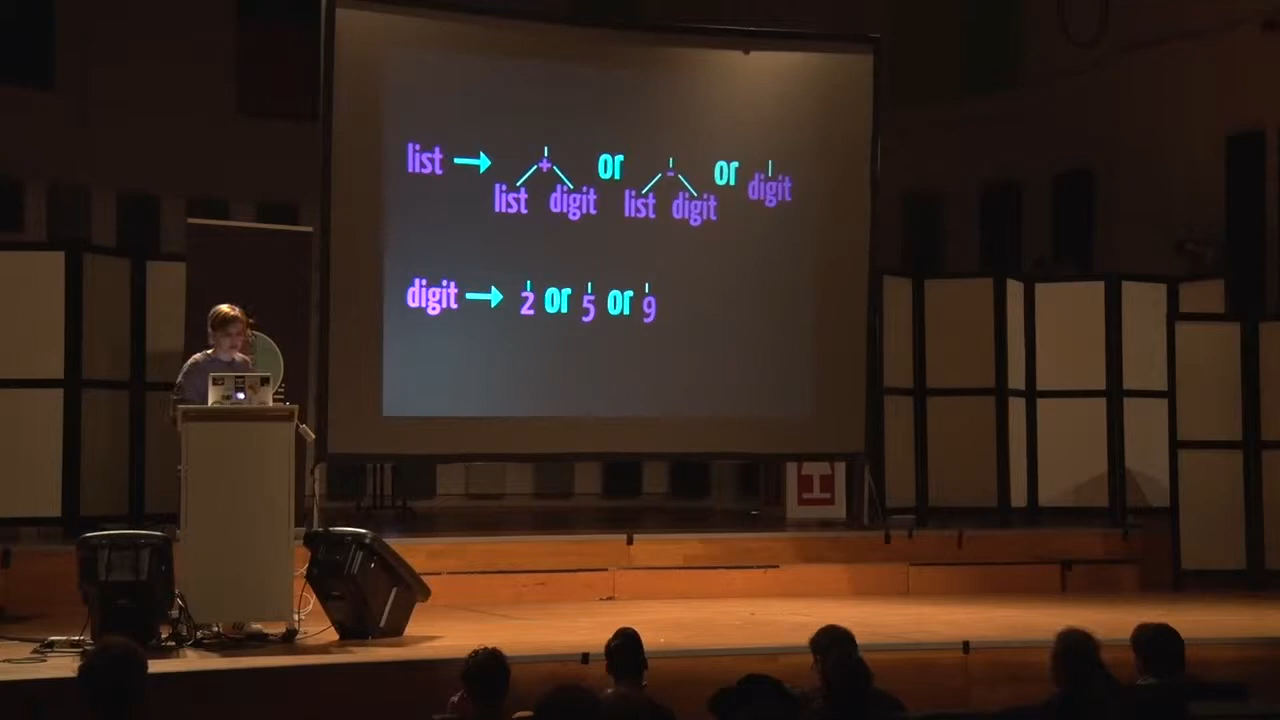 list → + or - or digit
list digit list digit
digit → 2 or 5 or 9